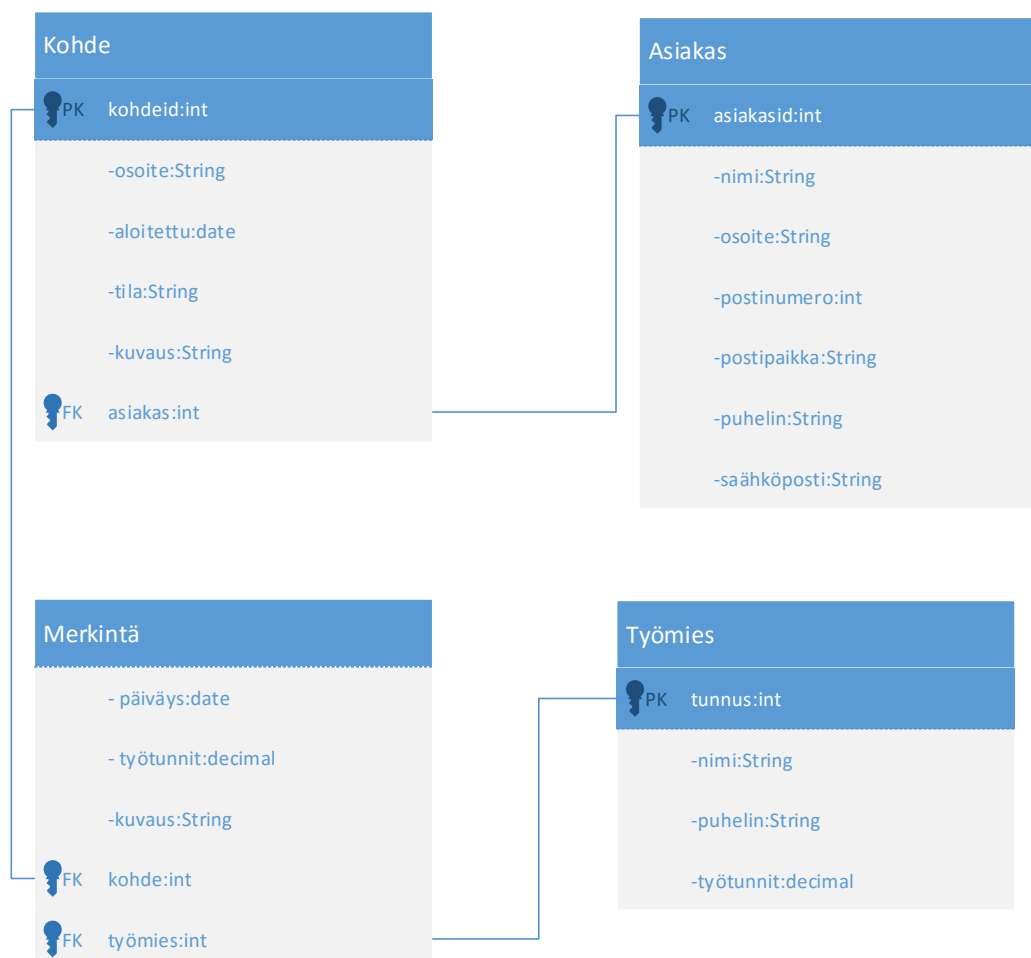 Kohde
PK kohdeid:int
-osoite:String
-aloitettu:date
-tila:String
-kuvaus:String
FK asiakas:int
Asiakas
PK asiakasid:int
-nimi:String
-osoite:String
-postinumero:int
-postipaikka:String
-puhelin:String
-saähköposti:String
Merkintä
- päiväys:date
- työtunnit:decimal
-kuvaus:String
FK kohde:int
FK työmies:int
Työmies
PK tunnus:int
-nimi:String
-puhelin:String
-työtunnit:decimal